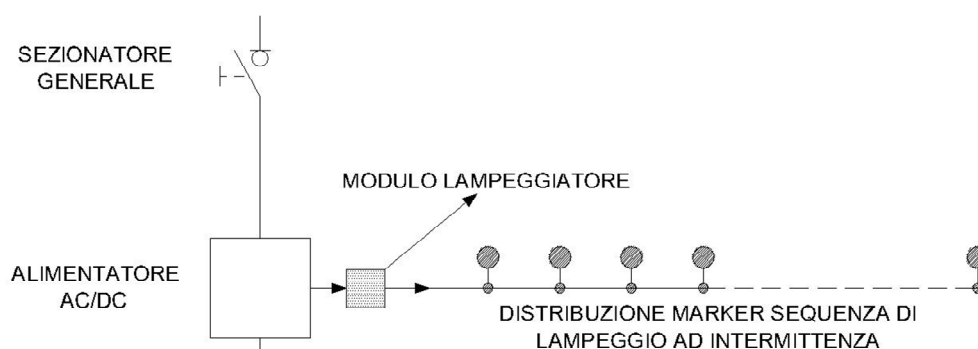 SEZIONATORE
GENERALE
MODULO LAMPEGGIATORE
ALIMENTATORE
AC/DC
DISTRIBUZIONE MARKER SEQUENZA DI
LAMPEGGIO AD INTERMITTENZA